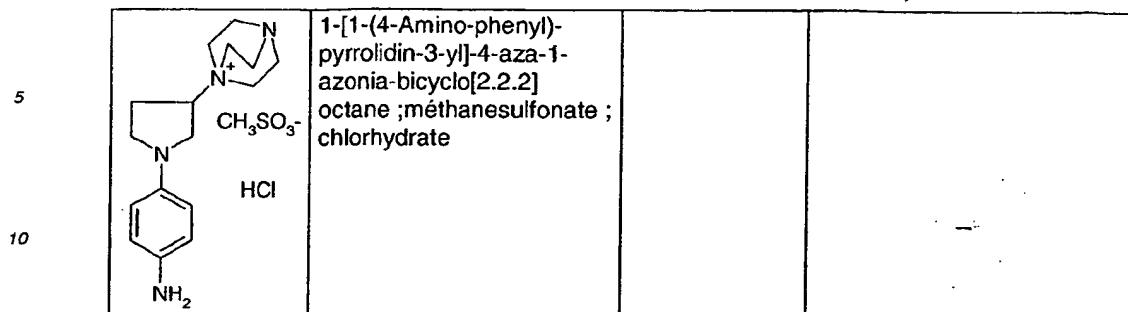 N
N+
CH3SO3-
N
HCl
NH2
1-[1-(4-Amino-phenyl)-
pyrrolidin-3-yl]-4-aza-1-
azonia-bicyclo[2.2.2]
octane ;méthanesulfonate ;
chlorhydrate
5
10